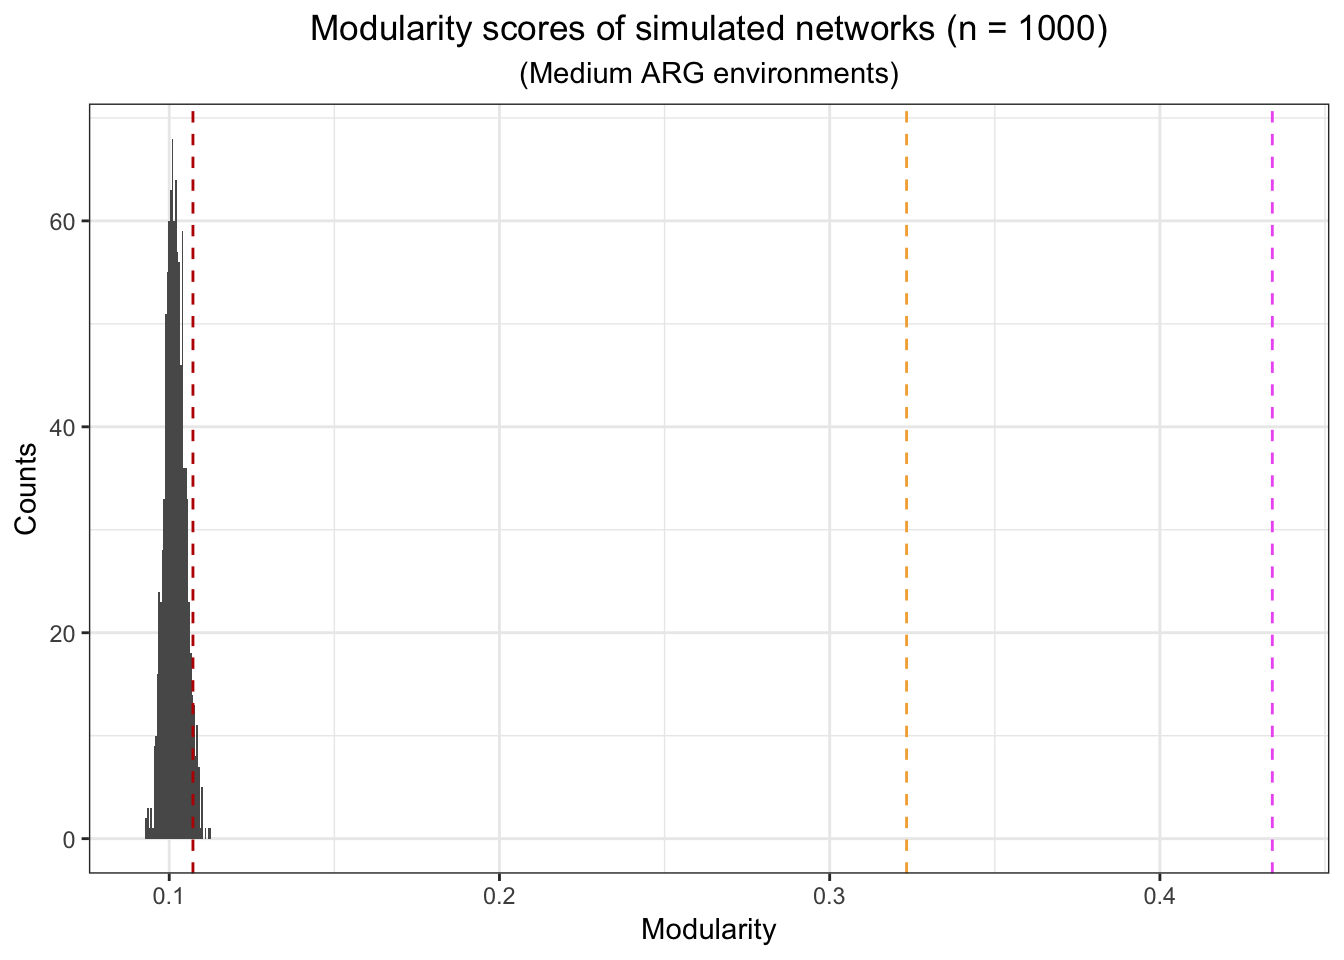 Modularity scores of simulated networks (n = 1000)
(Medium ARG environments)
60
40
20
0
Counts
0.1 0.2 0.3 0.4
Modularity